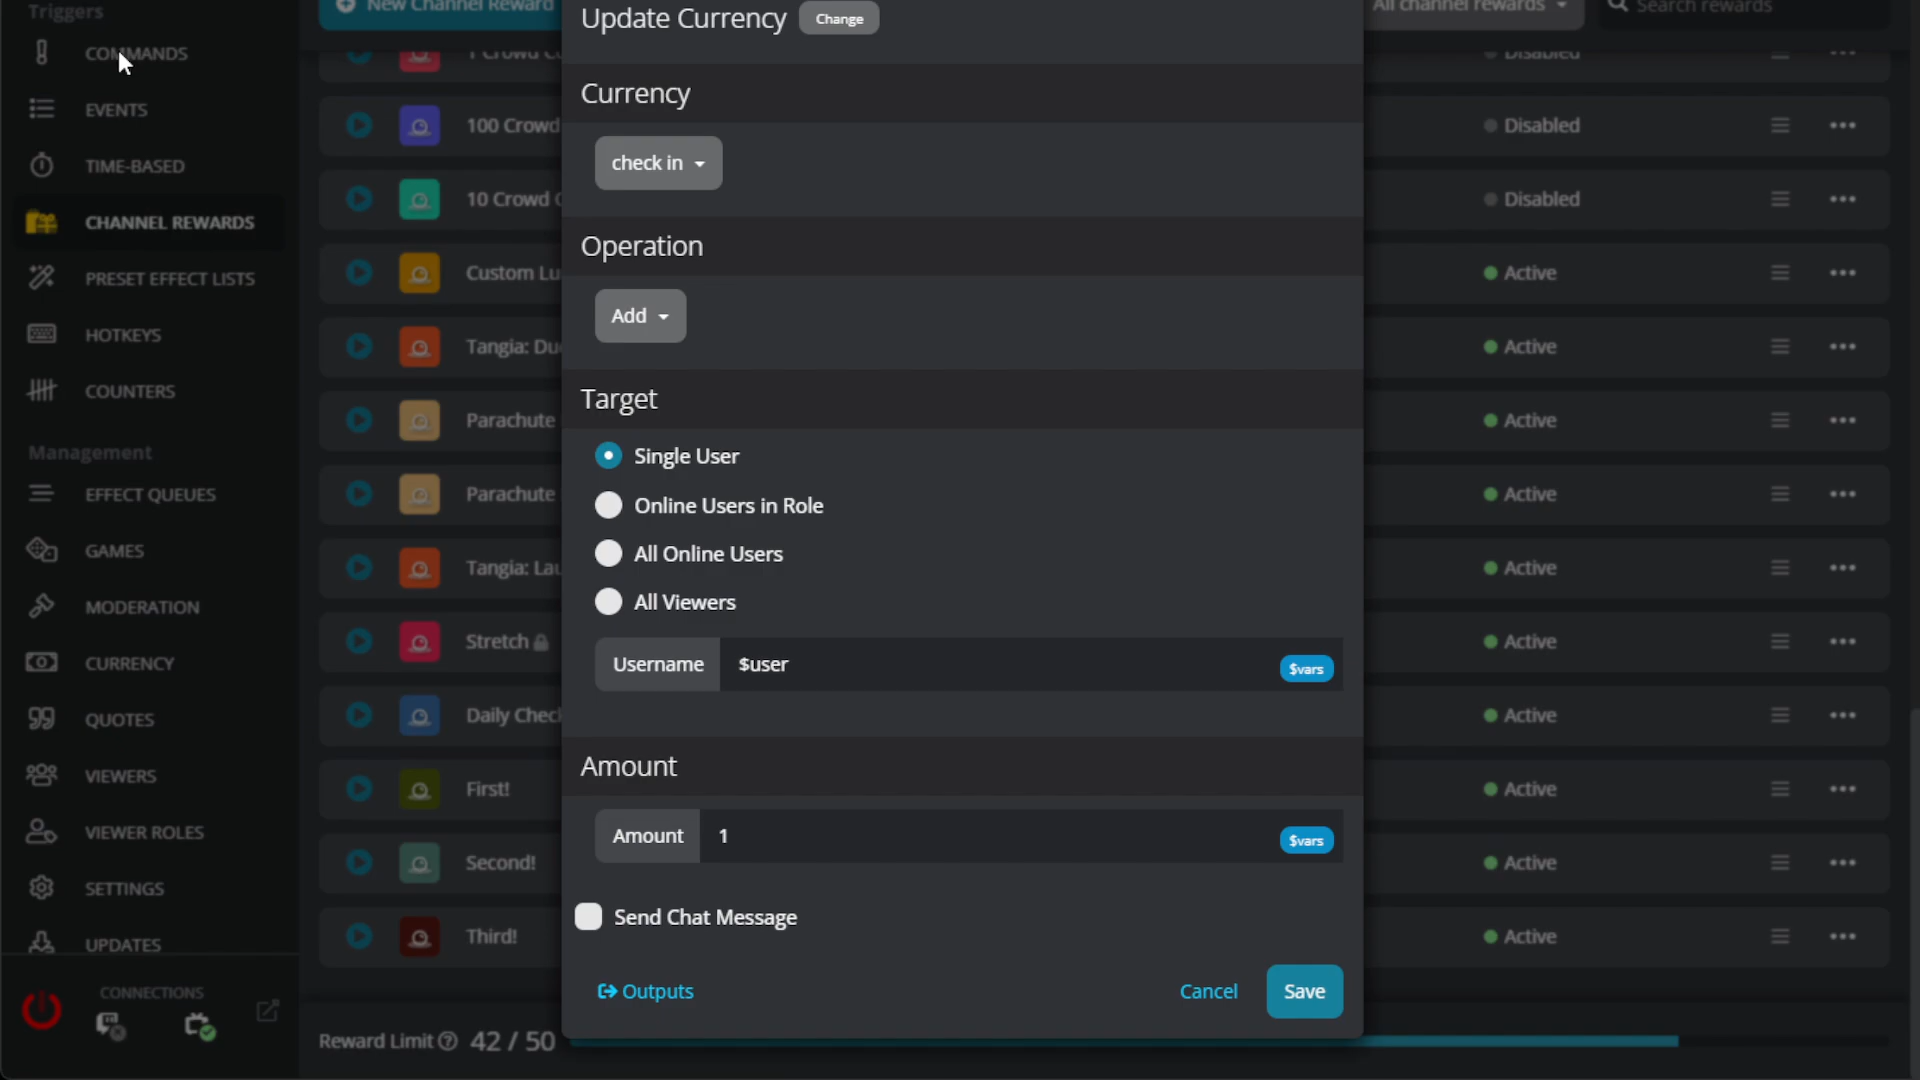 Triggers
COMMANDS
EVENTS
TIME-BASED
CHANNEL REWARDS
PRESET EFFECT LISTS
HOTKEYS
COUNTERS
Management
EFFECT QUEUES
GAMES
MODERATION
CURRENCY
QUOTES
VIEWERS
VIEWER ROLES
SETTINGS
UPDATES
CONNECTIONS
New Channel Reward
All channel rewards
Search rewards
1 Crowd
Disabled
100 Crowd
Disabled
10 Crowd
Disabled
Custom Lu
Active
Tangia: Du
Active
Parachute
Active
Parachute
Active
Tangia: Lau
Active
Stretch
Active
Daily Chec
Active
First!
Active
Second!
Active
Third!
Active
Reward Limit 42 / 50
Update Currency Change
Currency
check in
Operation
Add
Target
Single User
Online Users in Role
All Online Users
All Viewers
Username $user $vars
Amount
Amount 1 $vars
Send Chat Message
Outputs Cancel Save